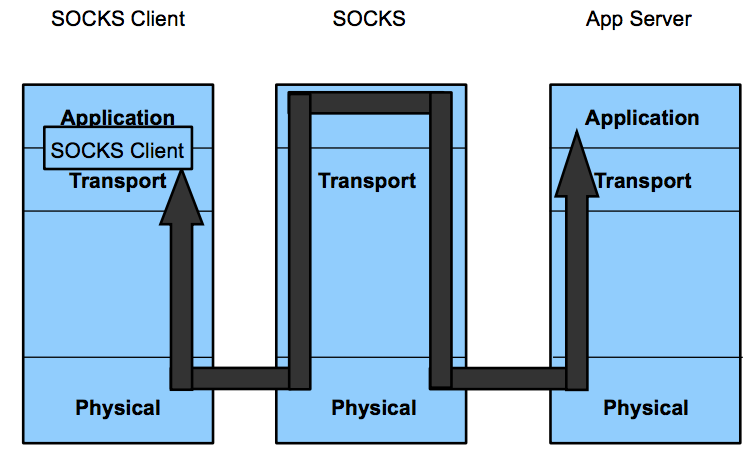 SOCKS Client
SOCKS
App Server
Application
SOCKS Client
Transport
Physical
Transport
Physical
Application
Transport
Physical